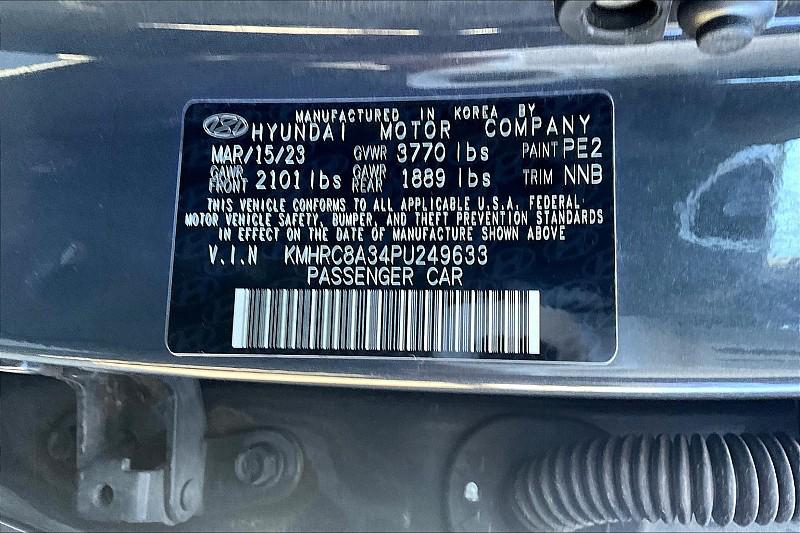 MANUFACTURED IN KOREA BY
HYUNDAI MOTOR COMPANY
MAR/15/23 GVWR 3770 lbs PAINT PE2
GAWR FRONT 2101 lbs GAWR REAR 1889 lbs TRIM NNB
THIS VEHICLE CONFORMS TO ALL APPLICABLE U.S.A. FEDERAL
MOTOR VEHICLE SAFETY, BUMPER, AND THEFT PREVENTION STANDARDS
IN EFFECT ON THE DATE OF MANUFACTURE SHOWN ABOVE
V.I.N KMHRC8A34PU249633
PASSENGER CAR